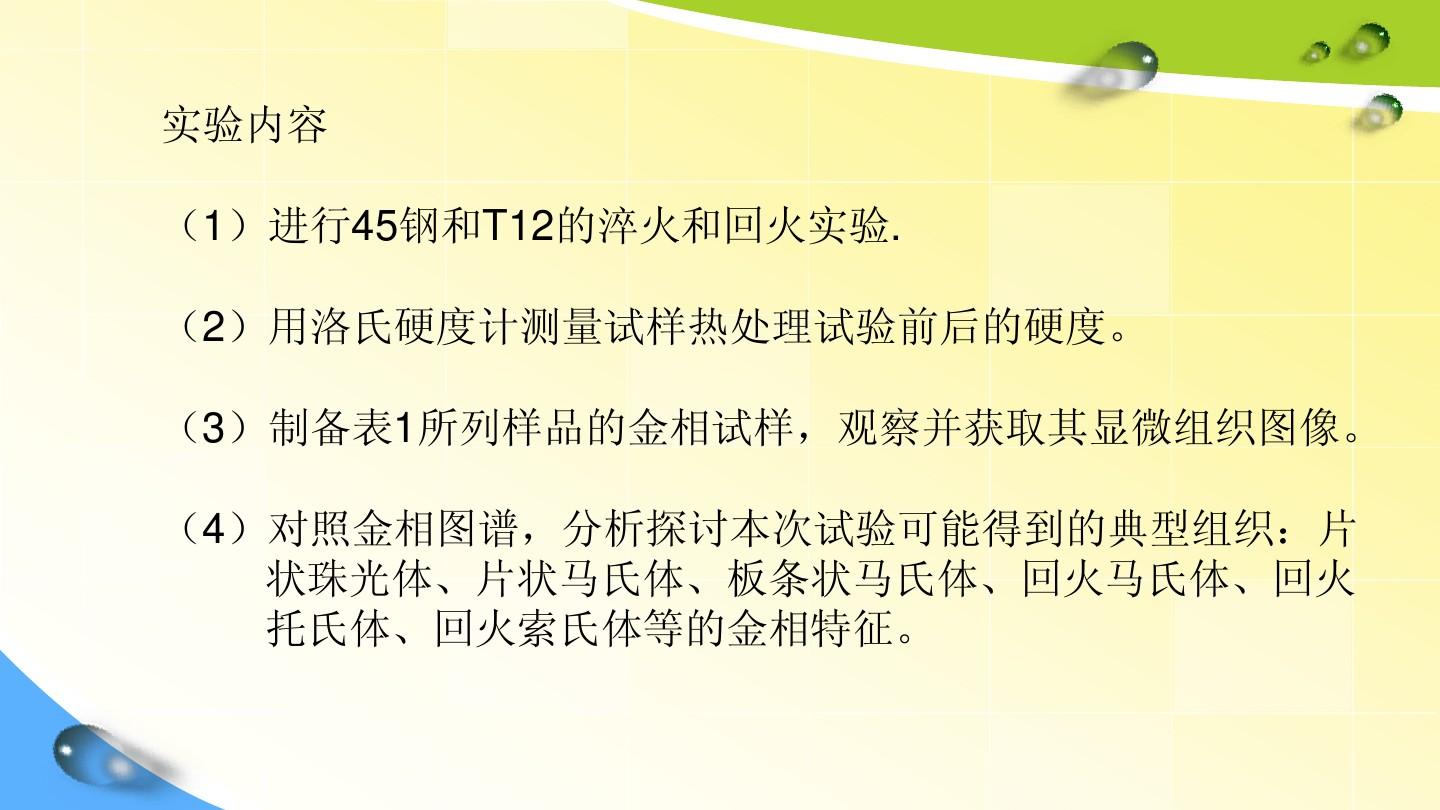 实验内容
（1）进行45钢和T12的淬火和回火实验.
（2）用洛氏硬度计测量试样热处理试验前后的硬度。
（3）制备表1所列样品的金相试样，观察并获取其显微组织图像。
（4）对照金相图谱，分析探讨本次试验可能得到的典型组织：片
状珠光体、片状马氏体、板条状马氏体、回火马氏体、回火
托氏体、回火索氏体等的金相特征。